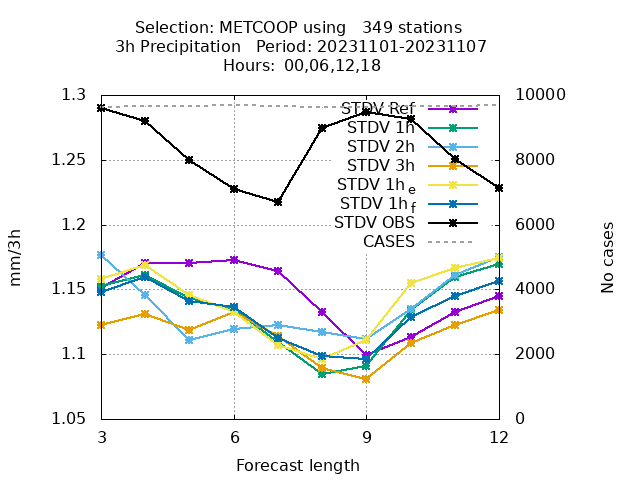 Selection: METCOOP using 349 stations
3h Precipitation Period: 20231101-20231107
Hours: 00,06,12,18
1.3
1.25
1.2
1.15
1.1
1.05
10000
8000
6000
4000
2000
0
STDV Ref
STDV 1h
STDV 2h
STDV 3h
STDV 1h e
STDV 1h f
STDV OBS
CASES
mm/3h
No cases
3 6 9 12
Forecast length